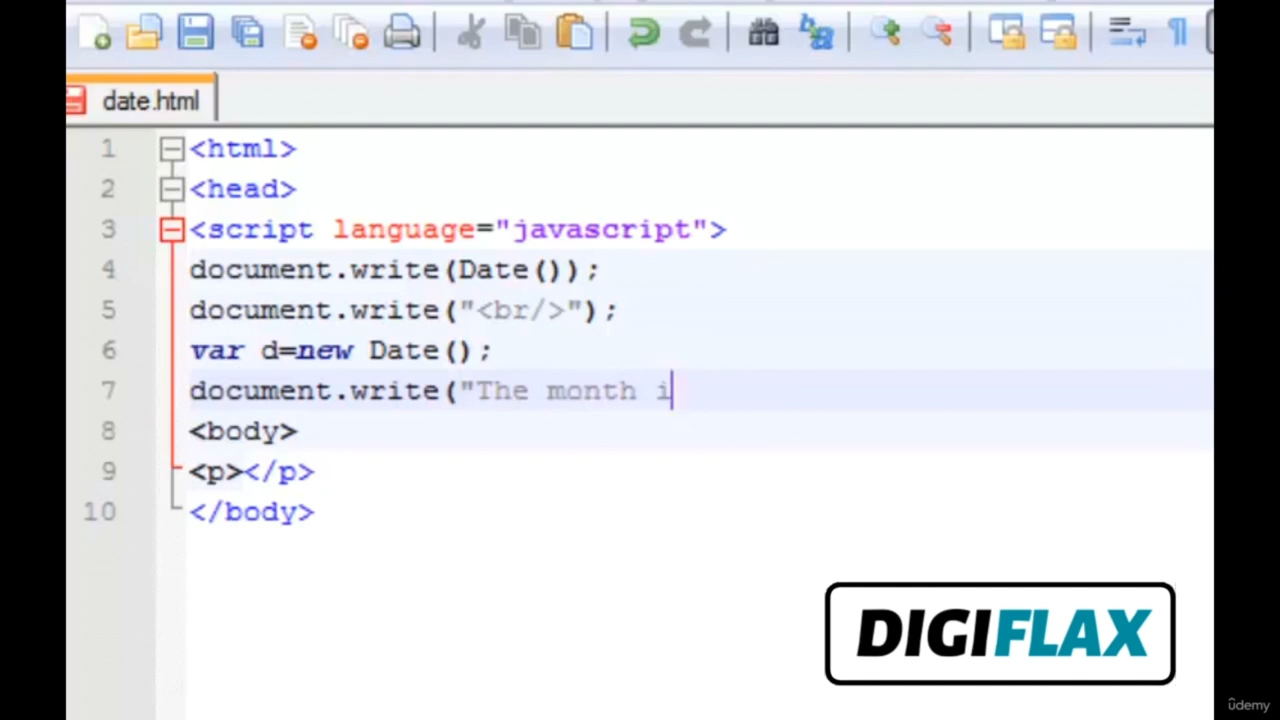 date.html
1 <html>
2 <head>
3 <script language="javascript">
4 document.write(Date());
5 document.write("<br/>");
6 var d=new Date();
7 document.write("The month i
8 <body>
9 <p></p>
10 </body>
DIGIFLAX
ûdemy